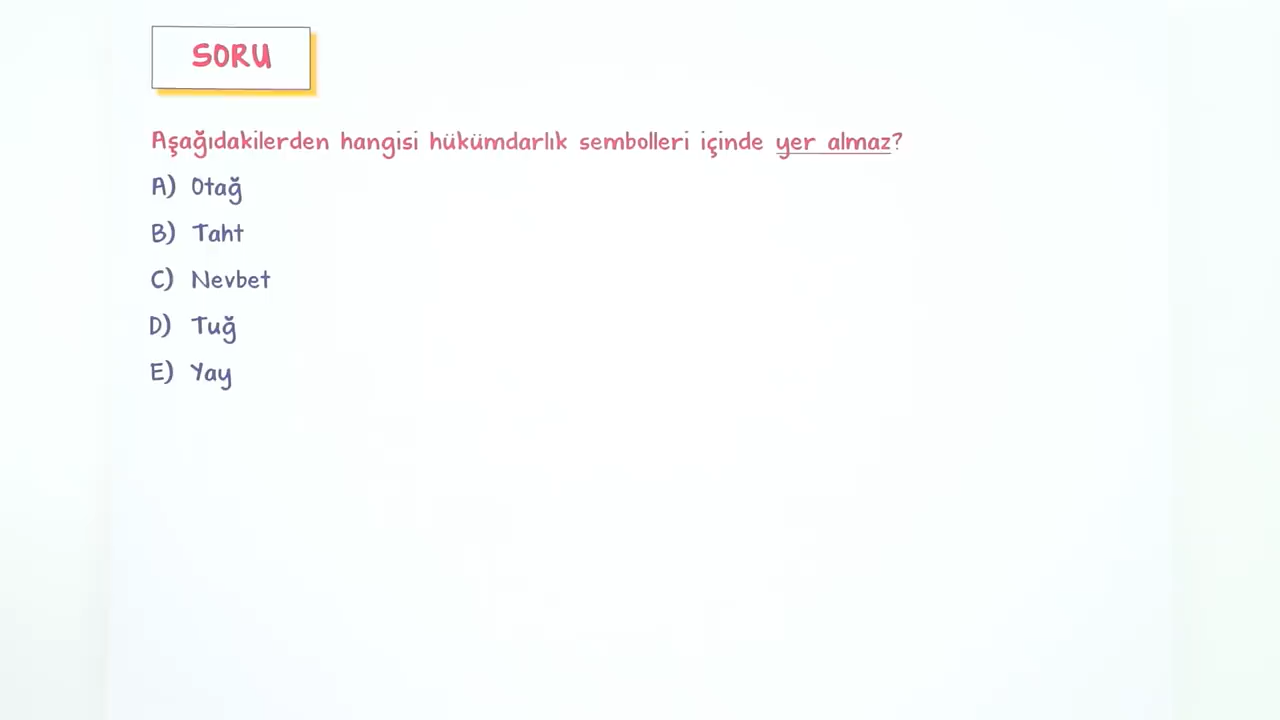 SORU
Aşağıdakilerden hangisi hükümdarlık sembolleri içinde yer almaz?
A) Otağ
B) Taht
C) Nevbet
D) Tuğ
E) Yay